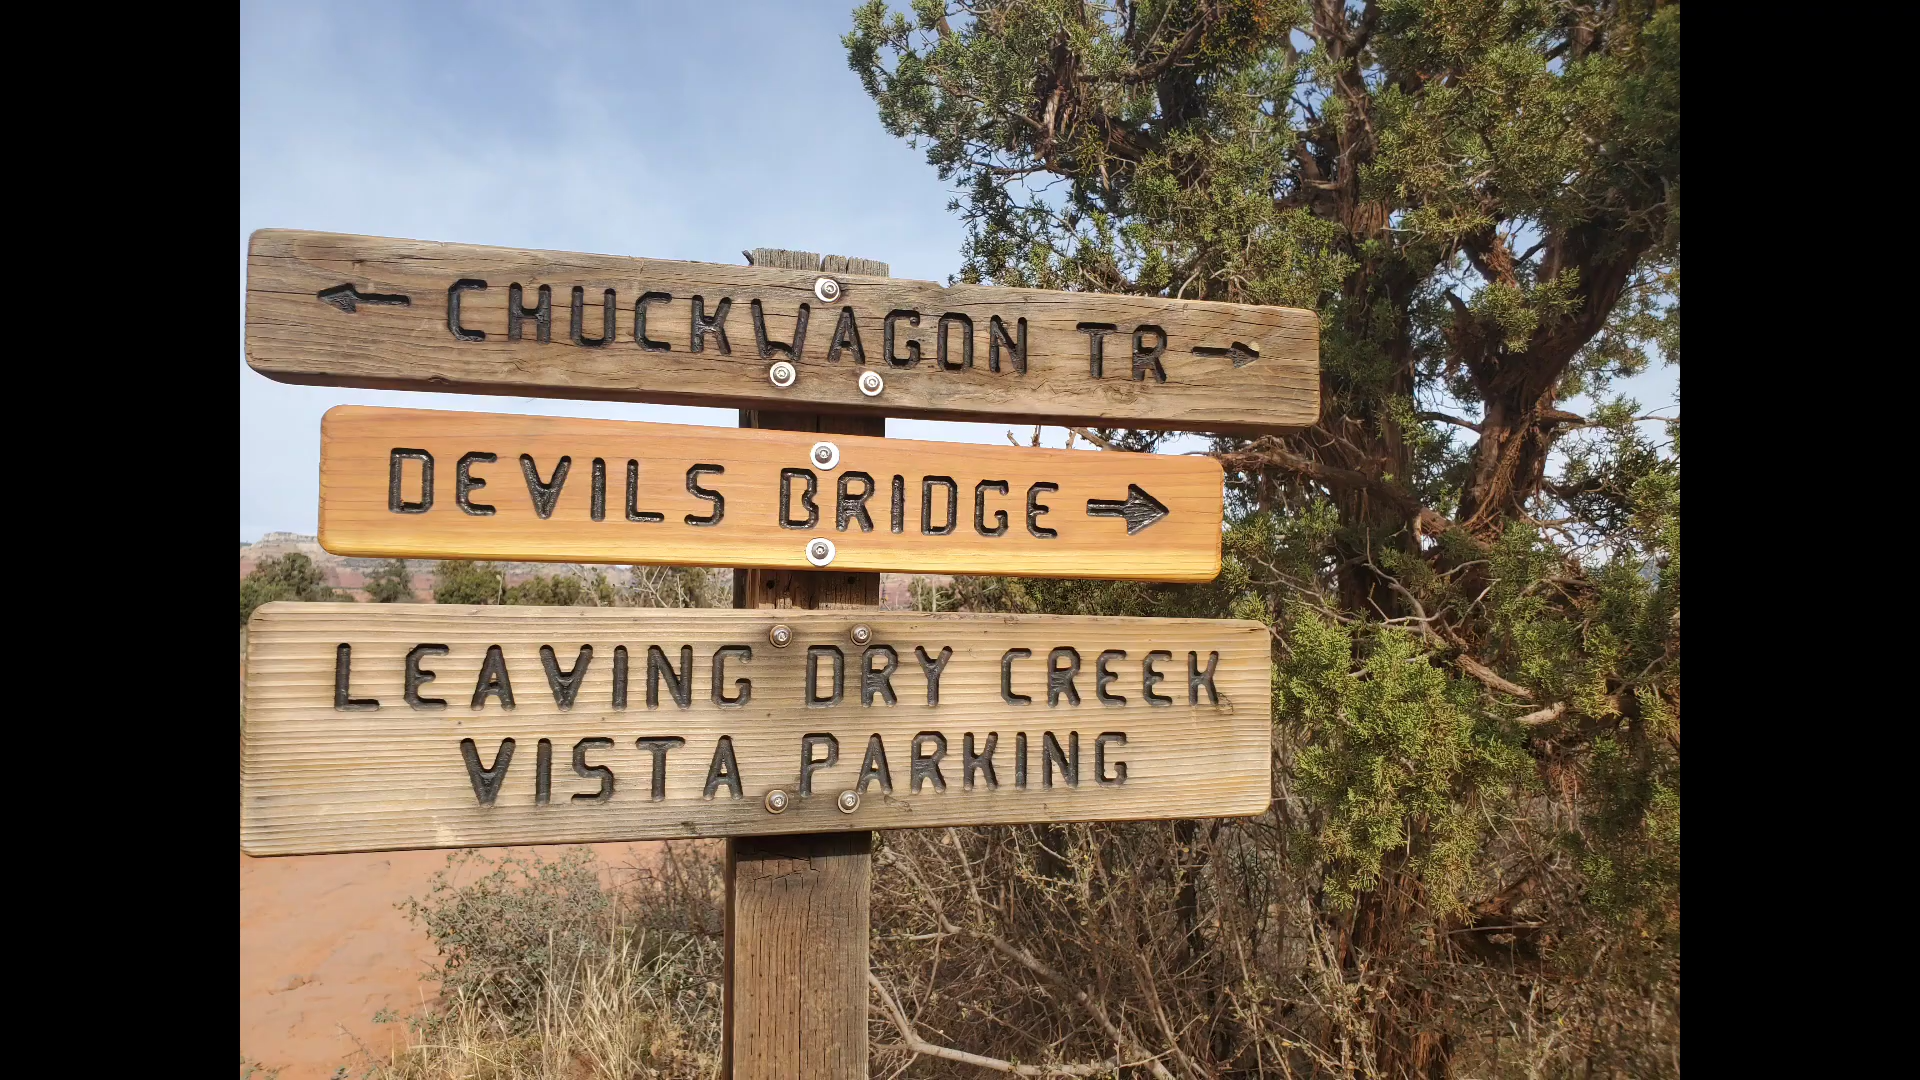 ← CHUCKWAGON TR →
DEVILS BRIDGE →
LEAVING DRY CREEK
VISTA PARKING